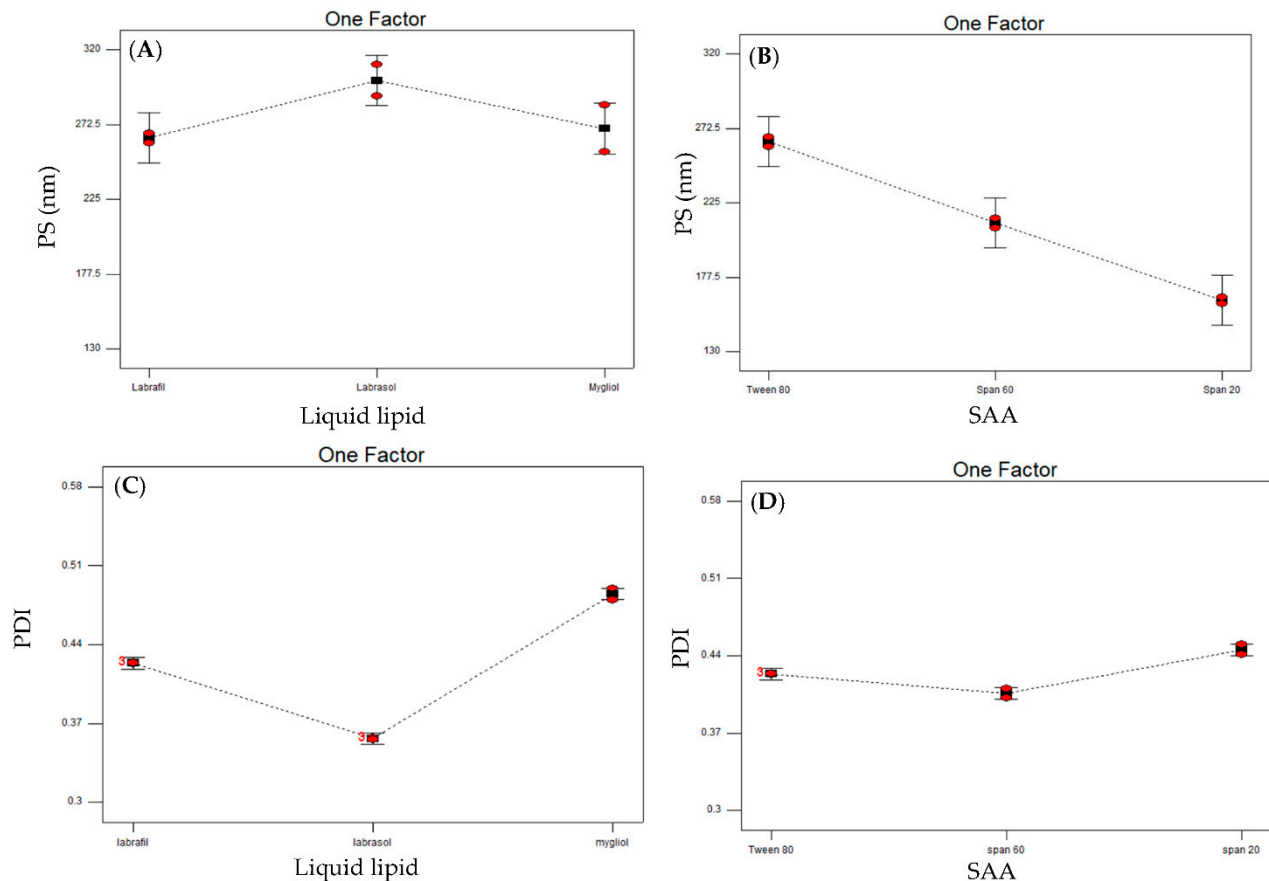 One Factor
(A)
320
272.5
225
177.5
130
PS (nm)
Labrafil Labrasol Mygliol
Liquid lipid
One Factor
(B)
320
272.5
225
177.5
130
PS (nm)
Tween 80 Span 60 Span 20
SAA
One Factor
(C)
0.58
0.51
0.44
0.37
0.3
PDI
3
3
labrafil labrasol mygliol
Liquid lipid
One Factor
(D)
0.58
0.51
0.44
0.37
0.3
PDI
3
Tween 80 span 60 span 20
SAA